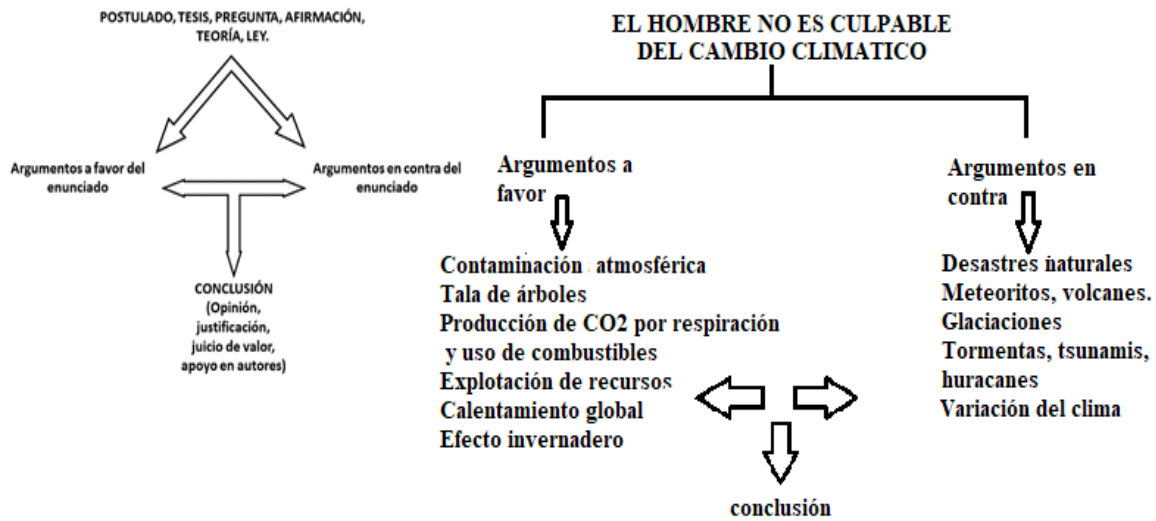 POSTULADO, TESIS, PREGUNTA, AFIRMACIÓN,
TEORÍA, LEY.
Argumentos a favor del
enunciado
Argumentos en contra del
enunciado
CONCLUSIÓN
(Opinión,
justificación,
juicio de valor,
apoyo en autores)
EL HOMBRE NO ES CULPABLE
DEL CAMBIO CLIMATICO
Argumentos a
favor
Contaminación atmosférica
Tala de árboles
Producción de CO2 por respiración
y uso de combustibles
Explotación de recursos
Calentamiento global
Efecto invernadero
Argumentos en
contra
Desastres naturales
Meteoritos, volcanes.
Glaciaciones
Tormentas, tsunamis,
huracanes
Variación del clima
conclusión